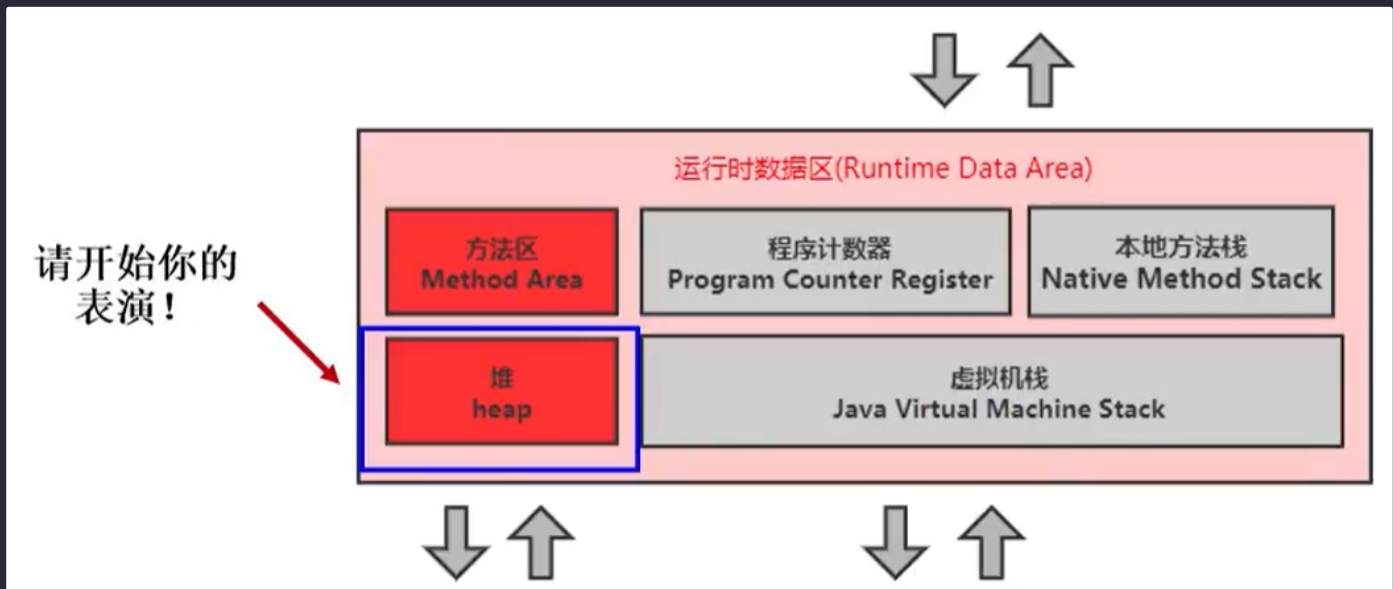 运行时数据区(Runtime Data Area)
方法区
Method Area
程序计数器
Program Counter Register
本地方法栈
Native Method Stack
请开始你的
表演！
堆
heap
虚拟机栈
Java Virtual Machine Stack